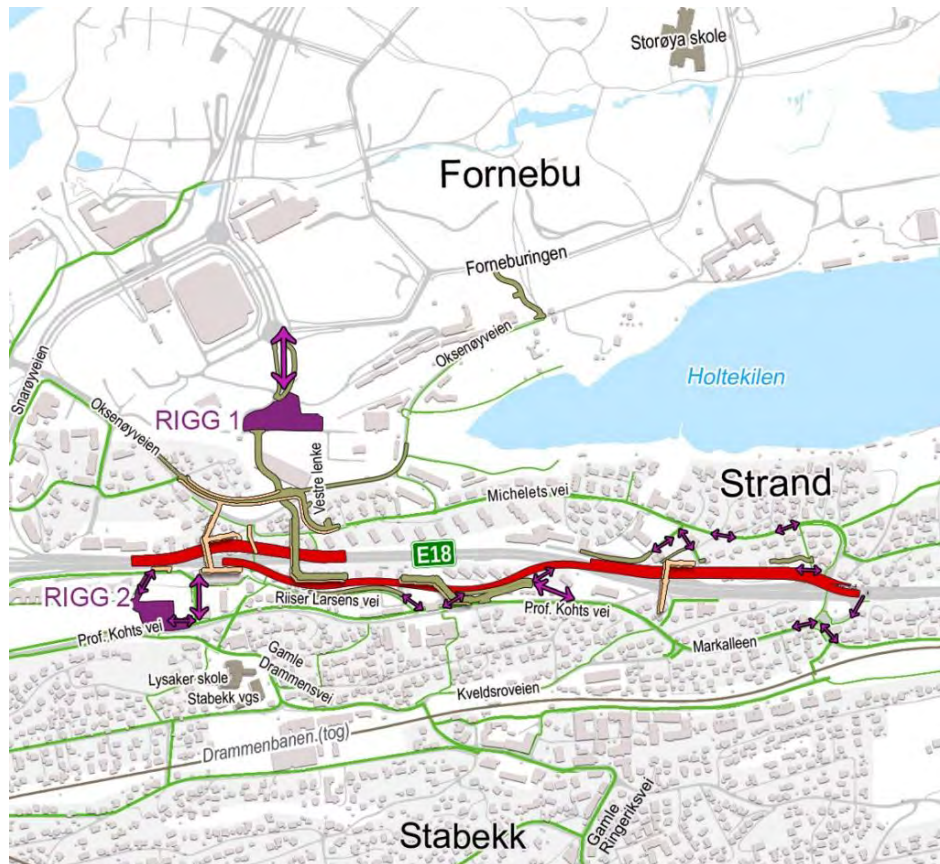 Storøya skole
Fornebu
Forneburingen
Snarøyveien
Oksenøyveien
Holtekilen
Oksenøyveien
RIGG 1
Vestre lenke
Michelets vei
Strand
E18
RIGG 2
Riiser Larsens vei
Prof. Kohts vei
Prof. Kohts vei
Markalleen
Gamle
Drammensvei
Lysaker skole
Stabekk vgs
Kveldsroveien
Drammenbanen.(tog)
Stabekk
Gamle
Ringeriksvei